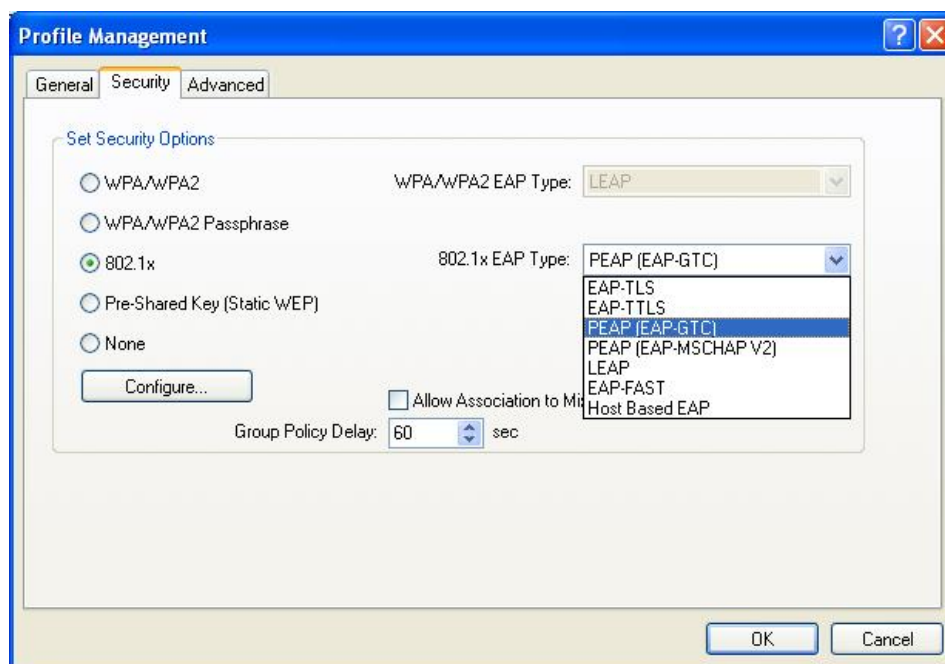 Profile Management
General Security Advanced
Set Security Options
WPA/WPA2 WPA/WPA2 EAP Type: LEAP
WPA/WPA2 Passphrase
802.1x 802.1x EAP Type: PEAP (EAP-GTC)
EAP-TLS
Pre-Shared Key (Static WEP) EAP-TTLS
PEAP (EAP-GTC)
None PEAP (EAP-MSCHAP V2)
LEAP
Configure... EAP-FAST
Allow Association to Host Based EAP
Group Policy Delay: 60 sec
OK Cancel